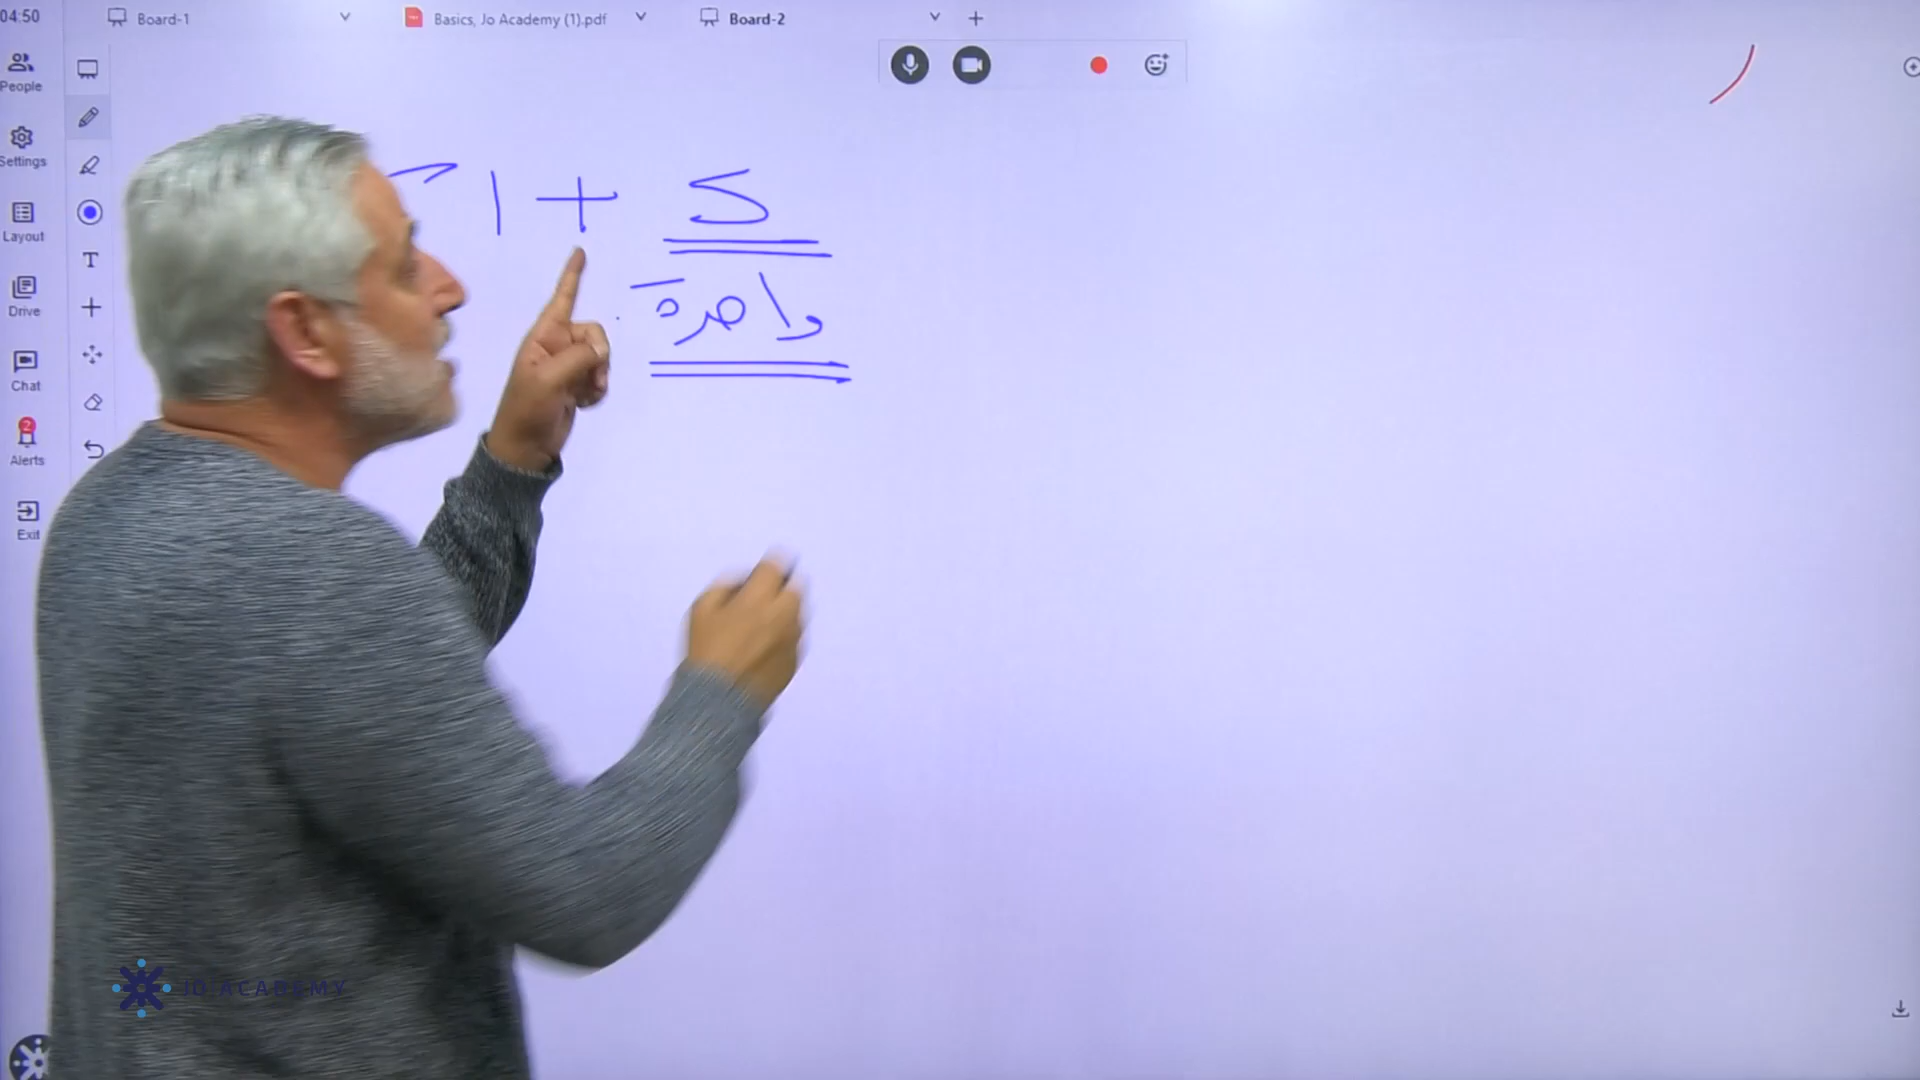 04:50
Board-1
Basics, Jo Academy (1).pdf
Board-2
People
Settings
Layout
Drive
Chat
2
Alerts
Exit
T
1 + S
JO ACADEMY